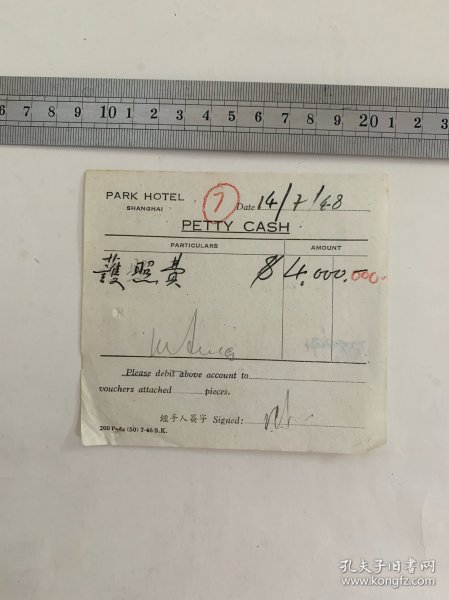 6 7 8 9 10 1 2 3 4 5 6 7 8 9 20 1 2 3
PARK HOTEL
SHANGHAI
7
Date 14/7/48
PETTY CASH
PARTICULARS AMOUNT
護照費 $4,000,000.-
Please debit above account to
vouchers attached pieces.
經手人簽字 Signed:
200 Pads (50) 7-46 S.K.
孔夫子旧书网
www.kongfz.com